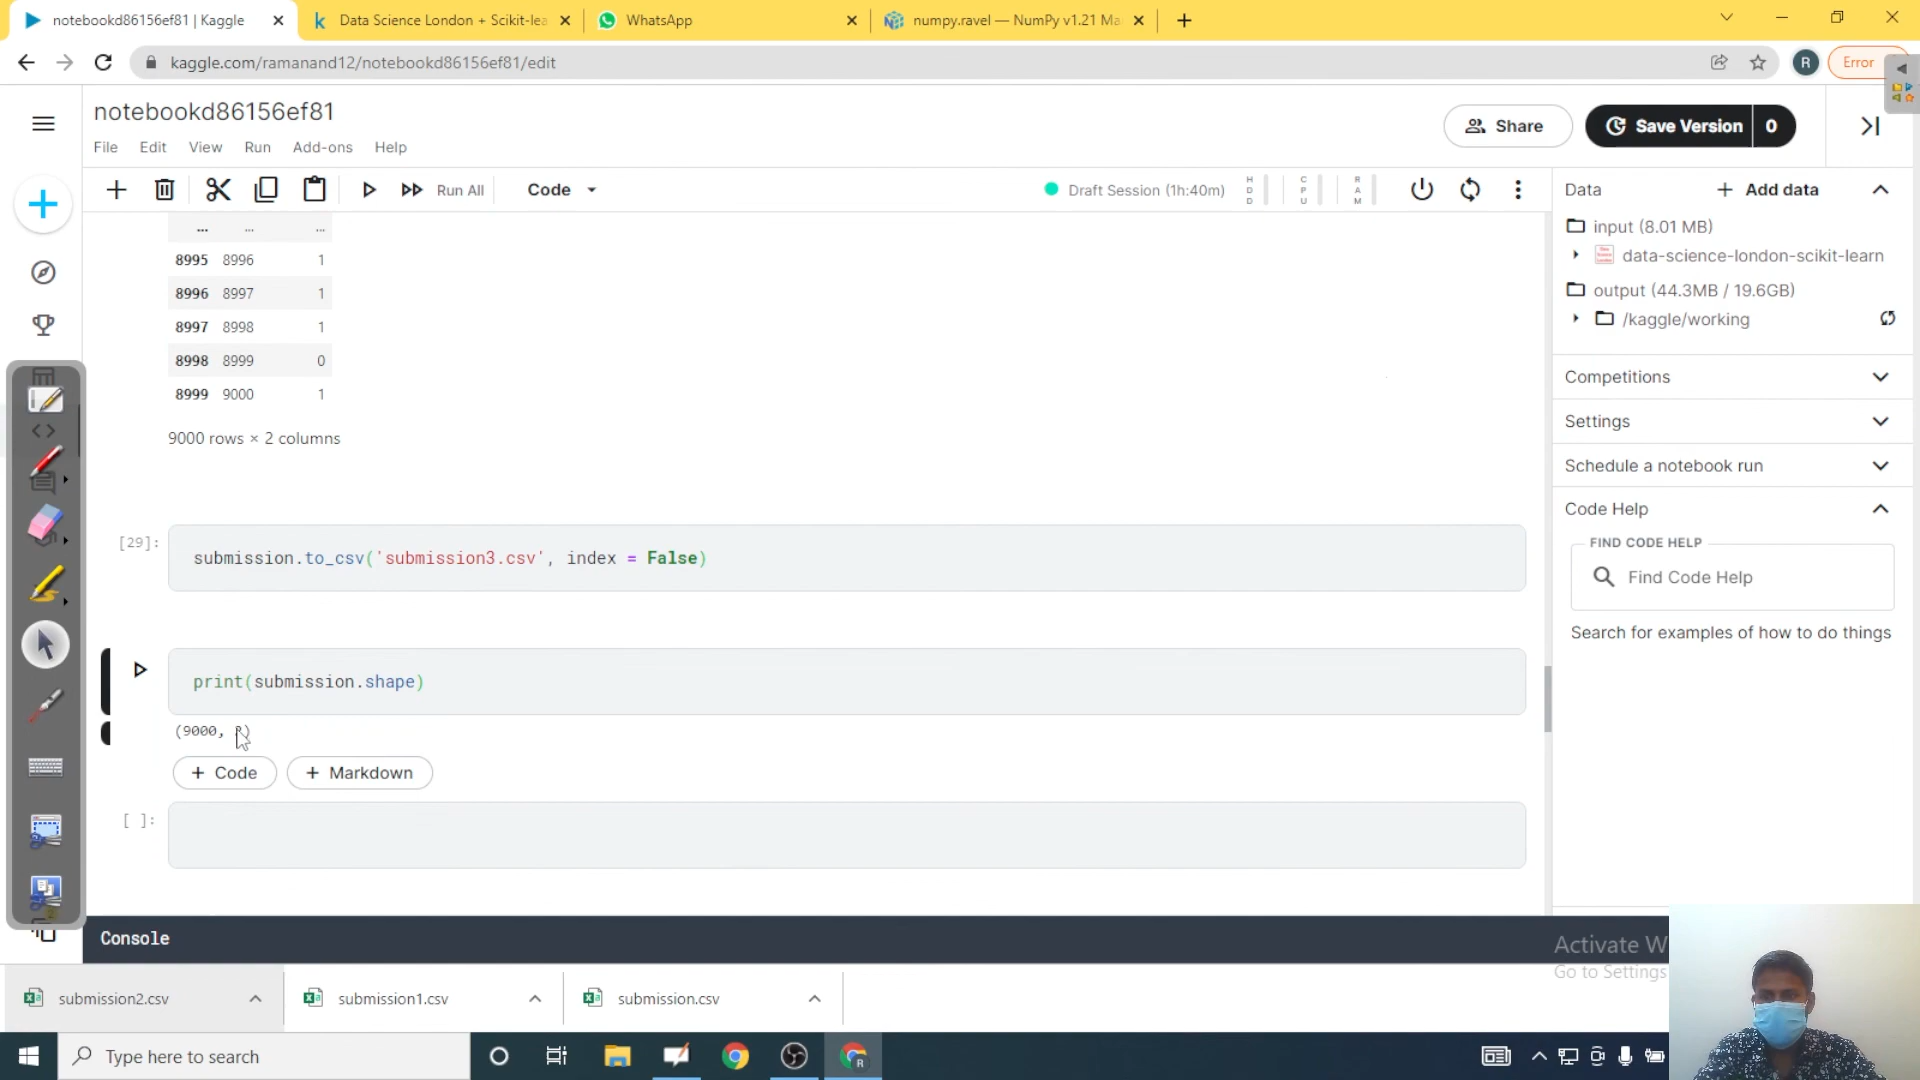 notebookd86156ef81 | Kaggle
Data Science London + Scikit-lea
WhatsApp
numpy.ravel — NumPy v1.21 Ma
kaggle.com/ramanand12/notebookd86156ef81/edit
R
Error
notebookd86156ef81
File Edit View Run Add-ons Help
Share
Save Version 0
Run All
Code
Draft Session (1h:40m)
HDD
CPU
RAM
Data
Add data
input (8.01 MB)
data-science-london-scikit-learn
output (44.3MB / 19.6GB)
/kaggle/working
Competitions
Settings
Schedule a notebook run
Code Help
FIND CODE HELP
Find Code Help
Search for examples of how to do things
... ... ...
8995 8996 1
8996 8997 1
8997 8998 1
8998 8999 0
8999 9000 1
9000 rows × 2 columns
[29]:
submission.to_csv('submission3.csv', index = False)
print(submission.shape)
(9000,
+ Code
+ Markdown
[ ]:
Console
Activate W
Go to Settings
submission2.csv
submission1.csv
submission.csv
Type here to search